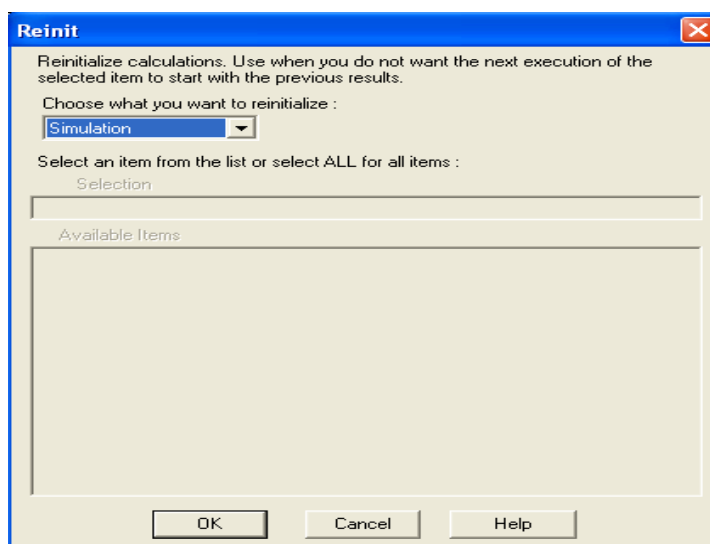 Reinit
Reinitialize calculations. Use when you do not want the next execution of the
selected item to start with the previous results.
Choose what you want to reinitialize :
Simulation
Select an item from the list or select ALL for all items :
Selection
Available Items
OK
Cancel
Help